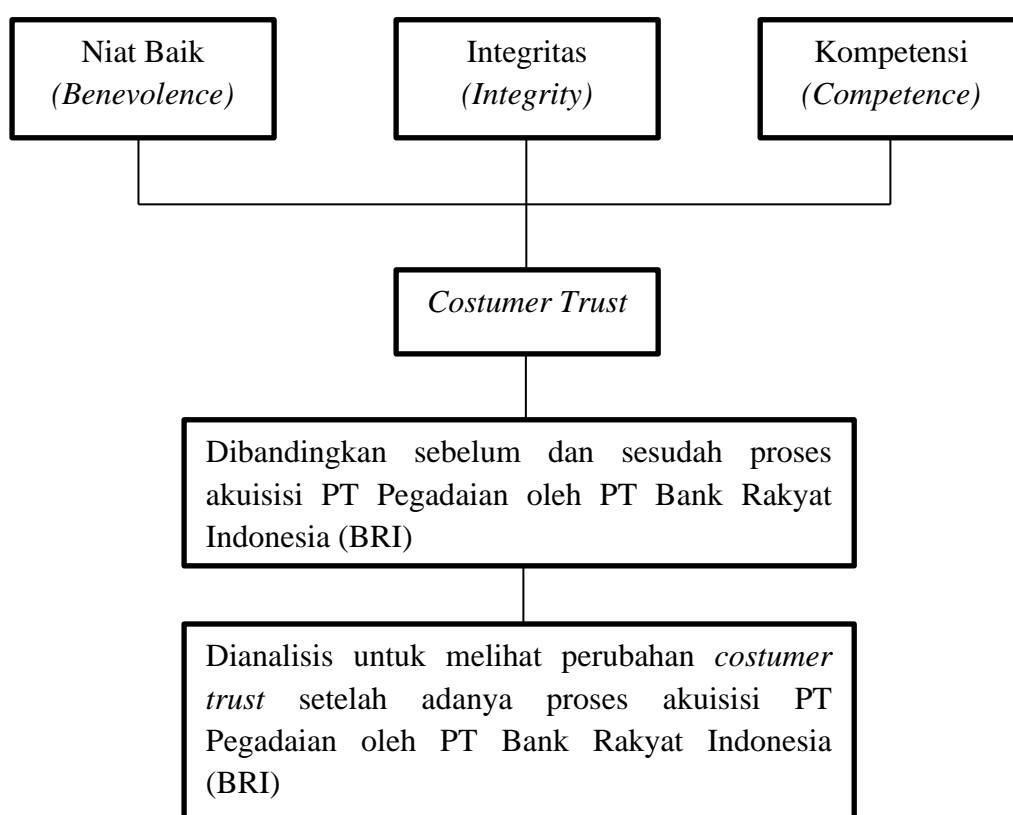 Niat Baik
(Benevolence)
Integritas
(Integrity)
Kompetensi
(Competence)
Costumer Trust
Dibandingkan sebelum dan sesudah proses
akuisisi PT Pegadaian oleh PT Bank Rakyat
Indonesia (BRI)
Dianalisis untuk melihat perubahan costumer
trust setelah adanya proses akuisisi PT
Pegadaian oleh PT Bank Rakyat Indonesia
(BRI)